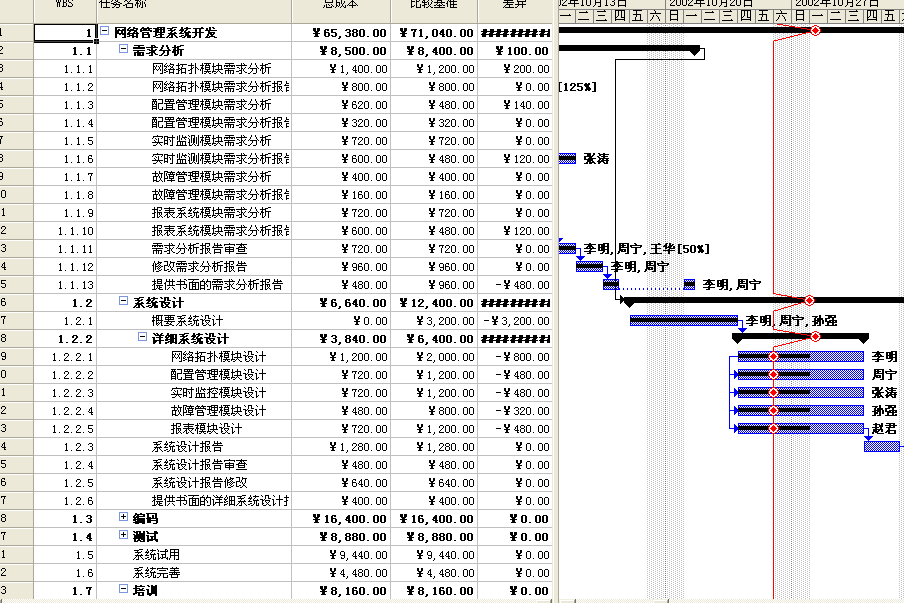 WBS 任务名称 总成本 比较基准 差异 2002年10月20日 2002年10月27日
一 二 三 四 五 六 日 一 二 三 四 五 六 日 一 二 三 四 五
1 1 网络管理系统开发 ¥65,380.00 ¥71,040.00 ##########
2 1.1 需求分析 ¥8,500.00 ¥8,400.00 ¥100.00
3 1.1.1 网络拓扑模块需求分析 ¥1,400.00 ¥1,200.00 ¥200.00
1.1.2 网络拓扑模块需求分析报告 ¥800.00 ¥800.00 ¥0.00 [125%]
5 1.1.3 配置管理模块需求分析 ¥620.00 ¥480.00 ¥140.00
6 1.1.4 配置管理模块需求分析报告 ¥320.00 ¥320.00 ¥0.00
7 1.1.5 实时监测模块需求分析 ¥720.00 ¥720.00 ¥0.00
8 1.1.6 实时监测模块需求分析报告 ¥600.00 ¥480.00 ¥120.00 张涛
9 1.1.7 故障管理模块需求分析 ¥400.00 ¥400.00 ¥0.00
0 1.1.8 故障管理模块需求分析报告 ¥160.00 ¥160.00 ¥0.00
1 1.1.9 报表系统模块需求分析 ¥720.00 ¥720.00 ¥0.00
2 1.1.10 报表系统模块需求分析报告 ¥600.00 ¥480.00 ¥120.00
3 1.1.11 需求分析报告审查 ¥720.00 ¥720.00 ¥0.00 李明,周宁,王华[50%]
4 1.1.12 修改需求分析报告 ¥960.00 ¥960.00 ¥0.00 李明,周宁
5 1.1.13 提供书面的需求分析报告 ¥480.00 ¥960.00 -¥480.00 李明,周宁
6 1.2 系统设计 ¥6,640.00 ¥12,400.00 ##########
7 1.2.1 概要系统设计 ¥0.00 ¥3,200.00 -¥3,200.00 李明,周宁,孙强
8 1.2.2 详细系统设计 ¥3,840.00 ¥6,400.00 ##########
9 1.2.2.1 网络拓扑模块设计 ¥1,200.00 ¥2,000.00 -¥800.00 李明
0 1.2.2.2 配置管理模块设计 ¥720.00 ¥1,200.00 -¥480.00 周宁
1 1.2.2.3 实时监控模块设计 ¥720.00 ¥1,200.00 -¥480.00 张涛
2 1.2.2.4 故障管理模块设计 ¥480.00 ¥800.00 -¥320.00 孙强
3 1.2.2.5 报表模块设计 ¥720.00 ¥1,200.00 -¥480.00 赵君
4 1.2.3 系统设计报告 ¥1,280.00 ¥1,280.00 ¥0.00
5 1.2.4 系统设计报告审查 ¥480.00 ¥480.00 ¥0.00
6 1.2.5 系统设计报告修改 ¥640.00 ¥640.00 ¥0.00
7 1.2.6 提供书面的详细系统设计 ¥400.00 ¥400.00 ¥0.00
8 1.3 编码 ¥16,400.00 ¥16,400.00 ¥0.00
7 1.4 测试 ¥8,880.00 ¥8,880.00 ¥0.00
1 1.5 系统试用 ¥9,440.00 ¥9,440.00 ¥0.00
2 1.6 系统完善 ¥4,480.00 ¥4,480.00 ¥0.00
3 1.7 培训 ¥8,160.00 ¥8,160.00 ¥0.00